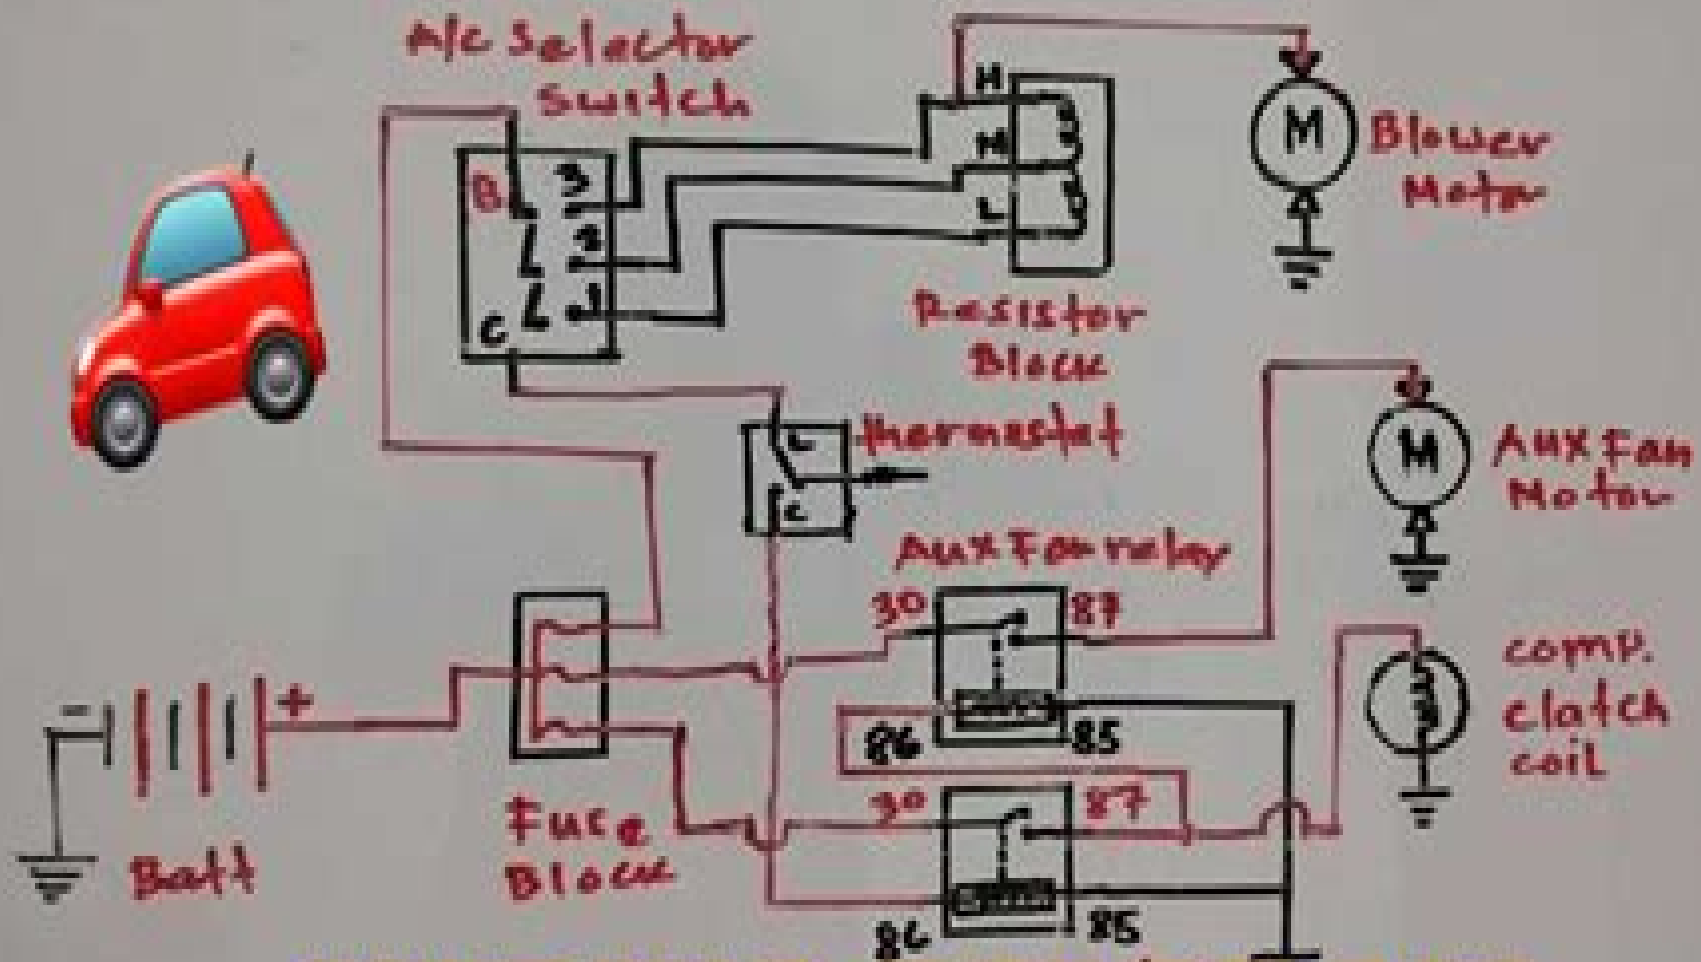 A/c Selector
Switch
B
3
2
1
C
H
M
L
M
Blower
Motor
Resistor
Block
thermostat
L
C
M
Aux Fan
Motor
Aux Fan relay
30
87
86
85
comp.
clatch
coil
30
87
86
85
-
+
Batt
Fuse
Block